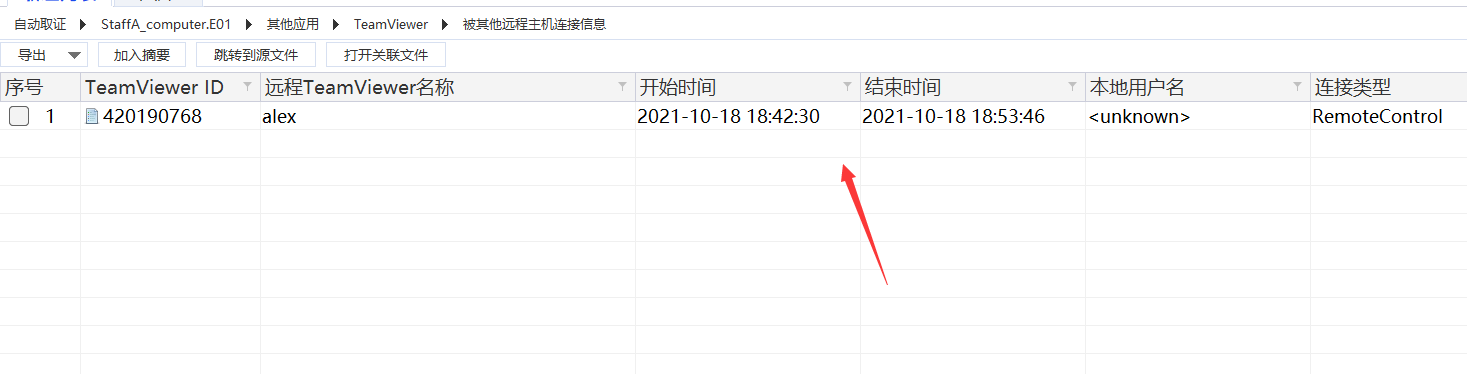 自动取证 StaffA_computer.E01 其他应用 TeamViewer 被其他远程主机连接信息
导出 加入摘要 跳转到源文件 打开关联文件
序号 TeamViewer ID 远程TeamViewer名称 开始时间 结束时间 本地用户名 连接类型
1 420190768 alex 2021-10-18 18:42:30 2021-10-18 18:53:46 <unknown> RemoteControl